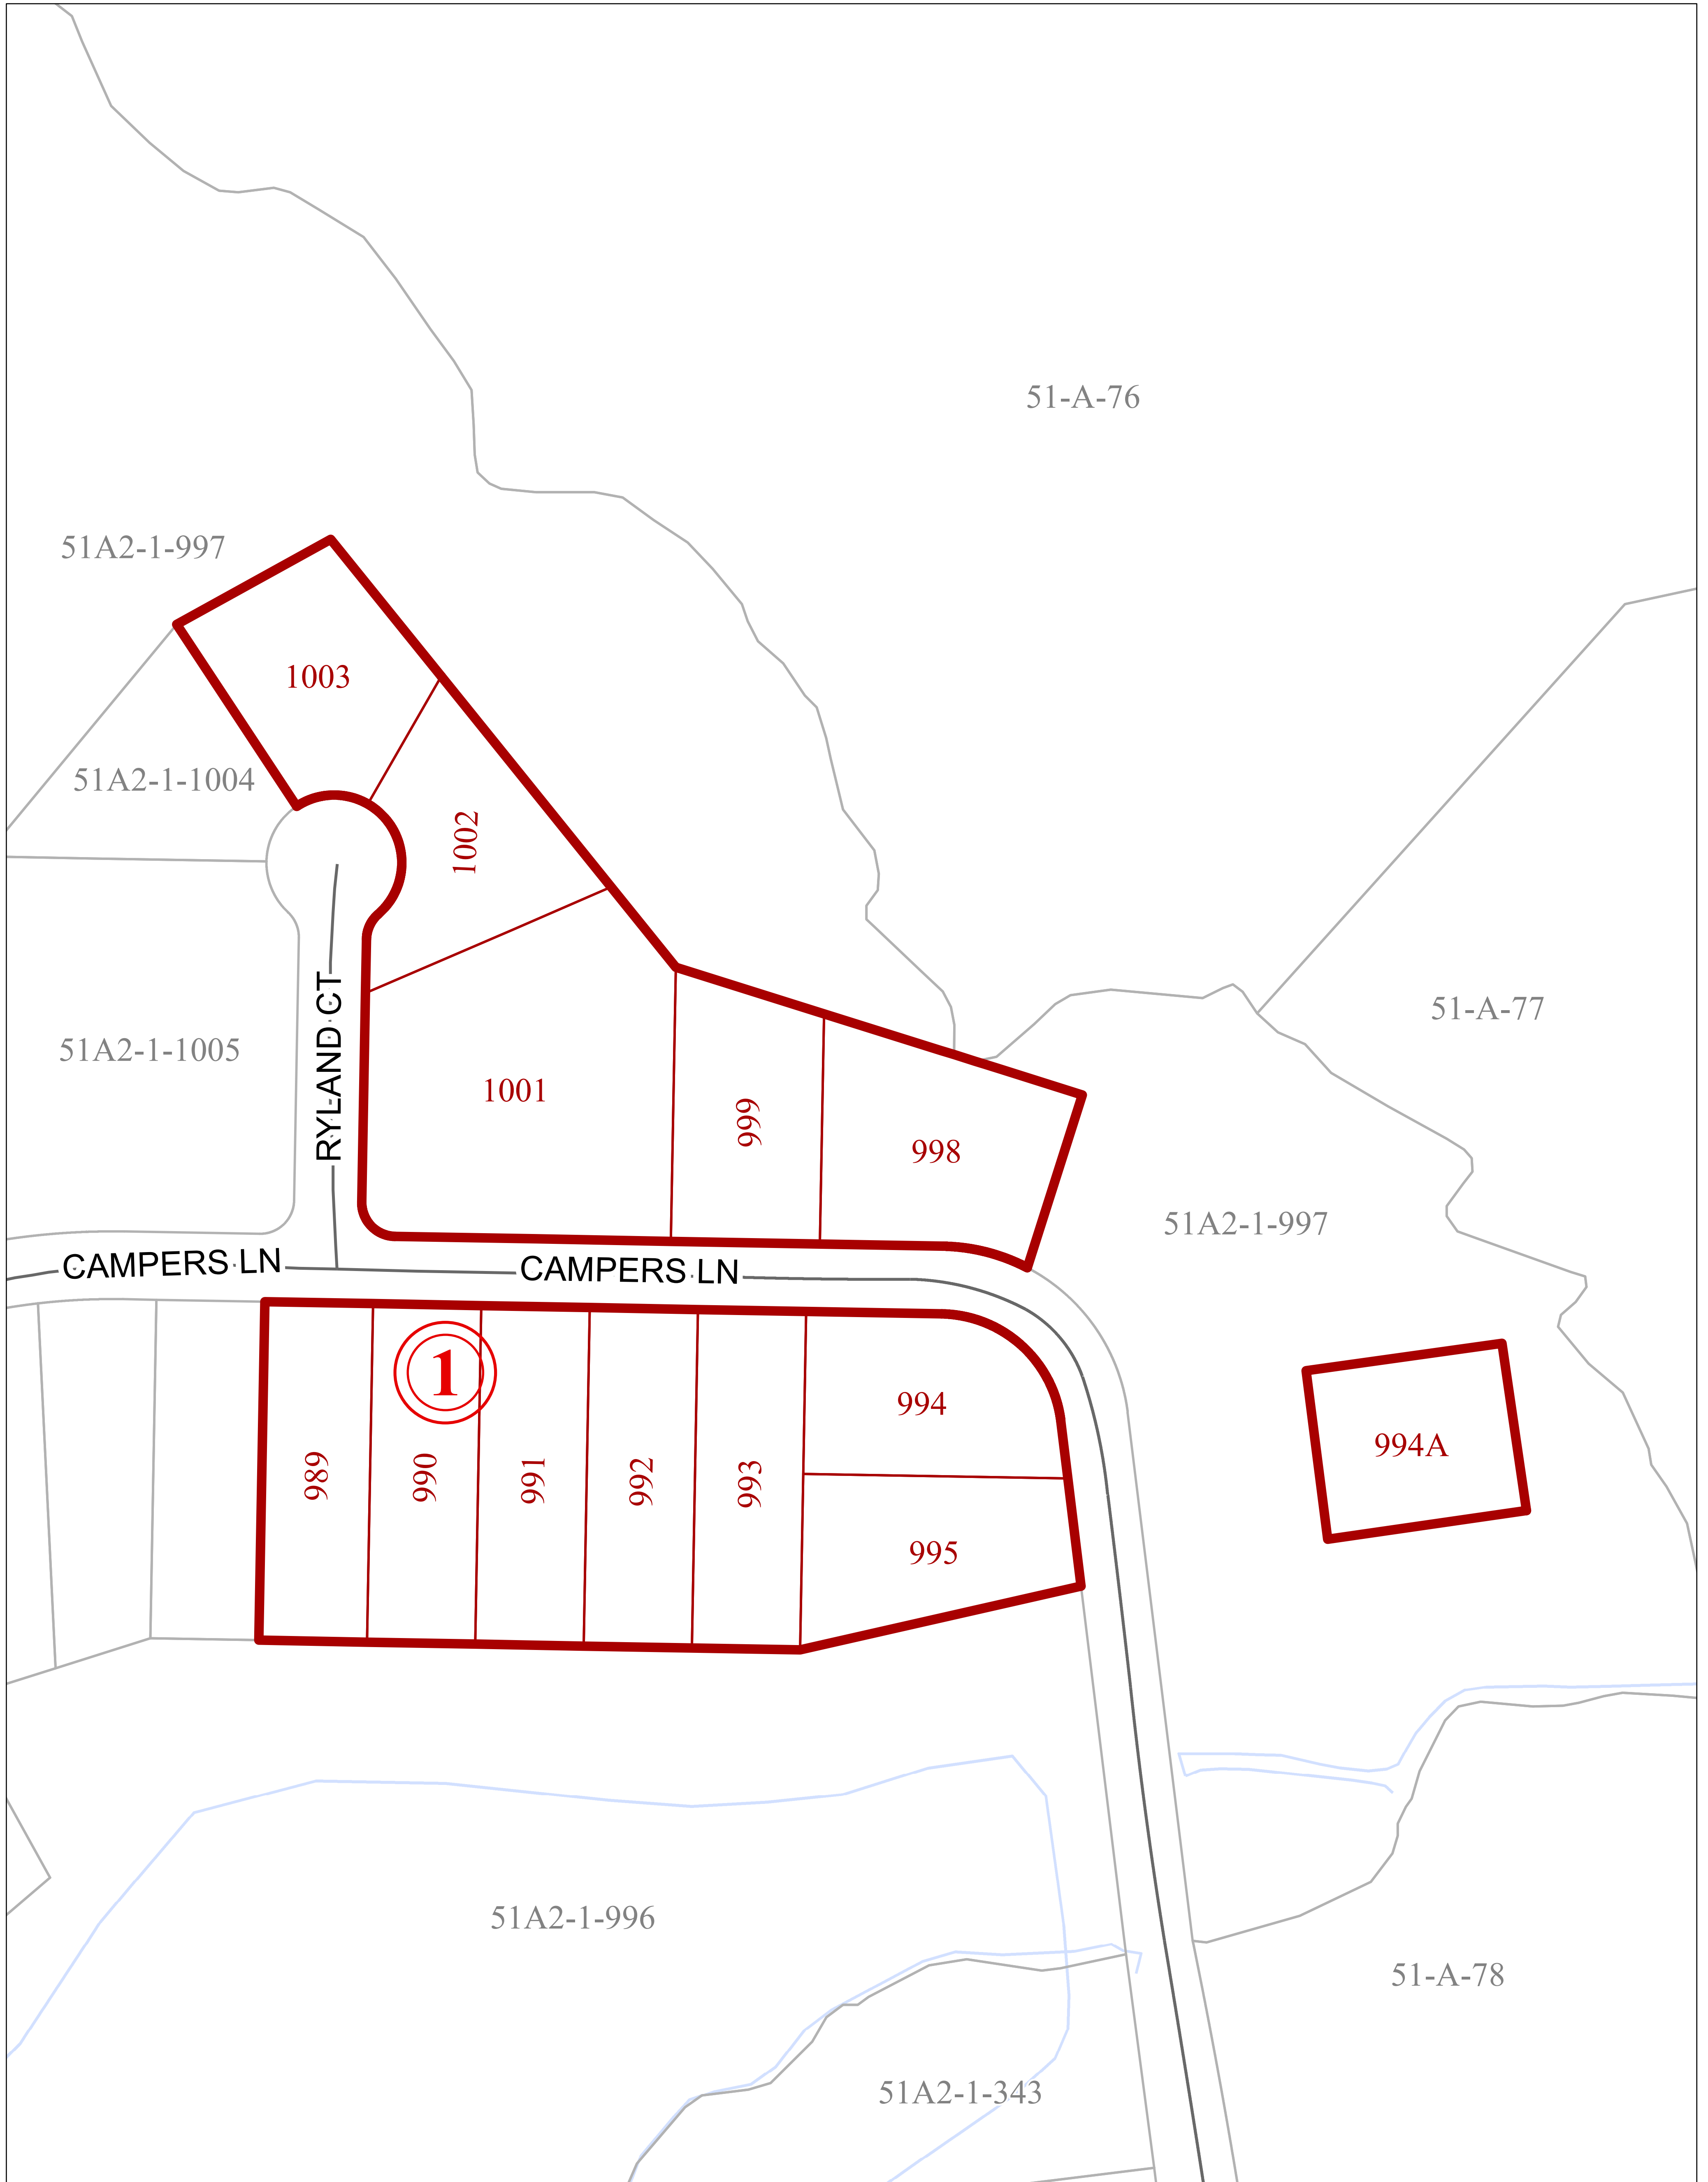 51-A-76
51A2-1-997
1003
51A2-1-1004
1002
51-A-77
RYLAND CT
51A2-1-1005
1001
999
998
51A2-1-997
CAMPERS LN
CAMPERS LN
1
994
994A
989
990
991
992
993
995
51A2-1-996
51-A-78
51A2-1-343